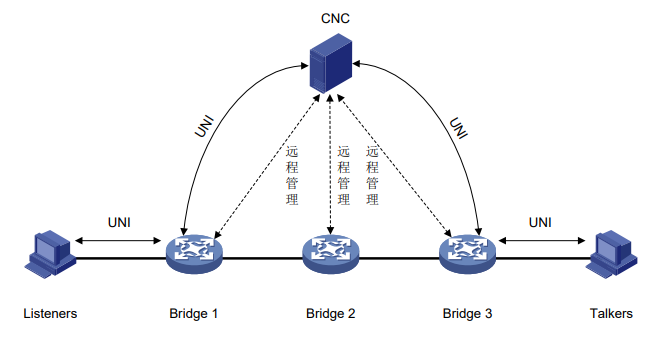 CNC
UNI
UNI
远程管理
远程管理
远程管理
UNI
UNI
Listeners
Bridge 1
Bridge 2
Bridge 3
Talkers